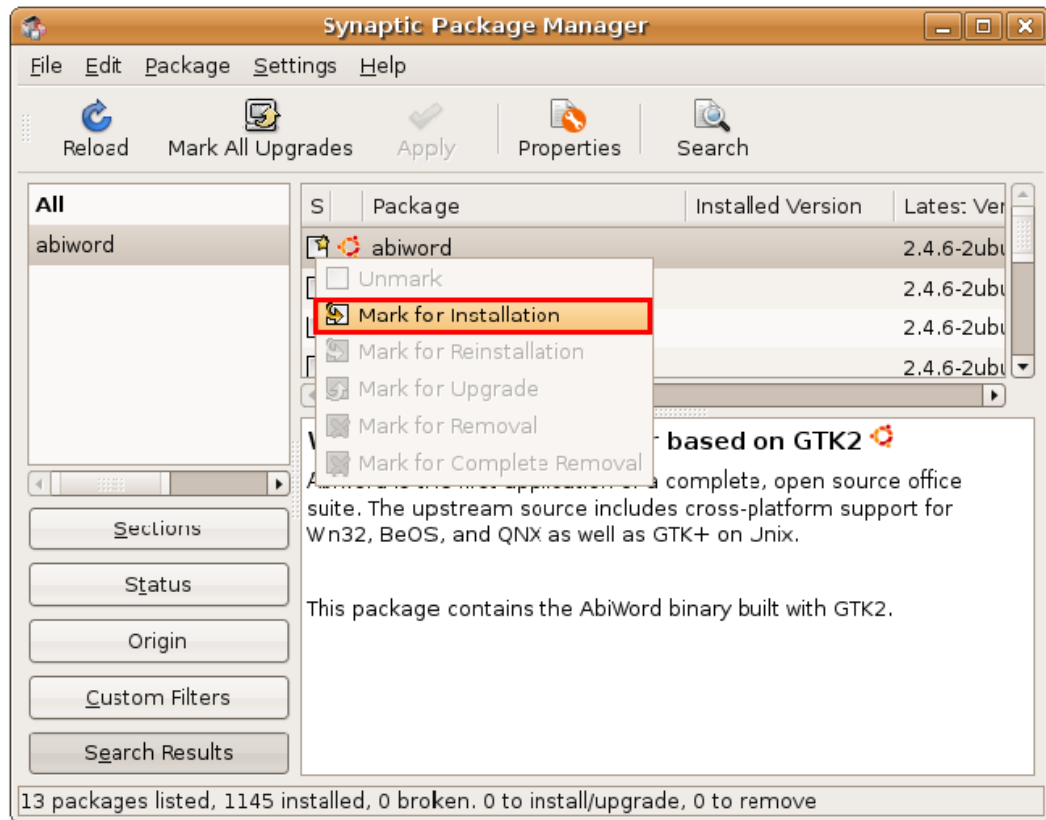 Synaptic Package Manager
File Edit Package Settings Help
Reload Mark All Upgrades Apply Properties Search
All
abiword
S Package Installed Version Latest Ver
abiword 2.4.6-2ubu
2.4.6-2ubu
2.4.6-2ubu
2.4.6-2ubu
Unmark
Mark for Installation
Mark for Reinstallation
Mark for Upgrade
Mark for Removal
Mark for Complete Removal
based on GTK2
complete, open source office
suite. The upstream source includes cross-platform support for
Wn32, BeOS, and QNX as well as GTK+ on Unix.
This package contains the AbiWord binary built with GTK2.
Sections
Status
Origin
Custom Filters
Search Results
13 packages listed, 1145 installed, 0 broken. 0 to install/upgrade, 0 to remove